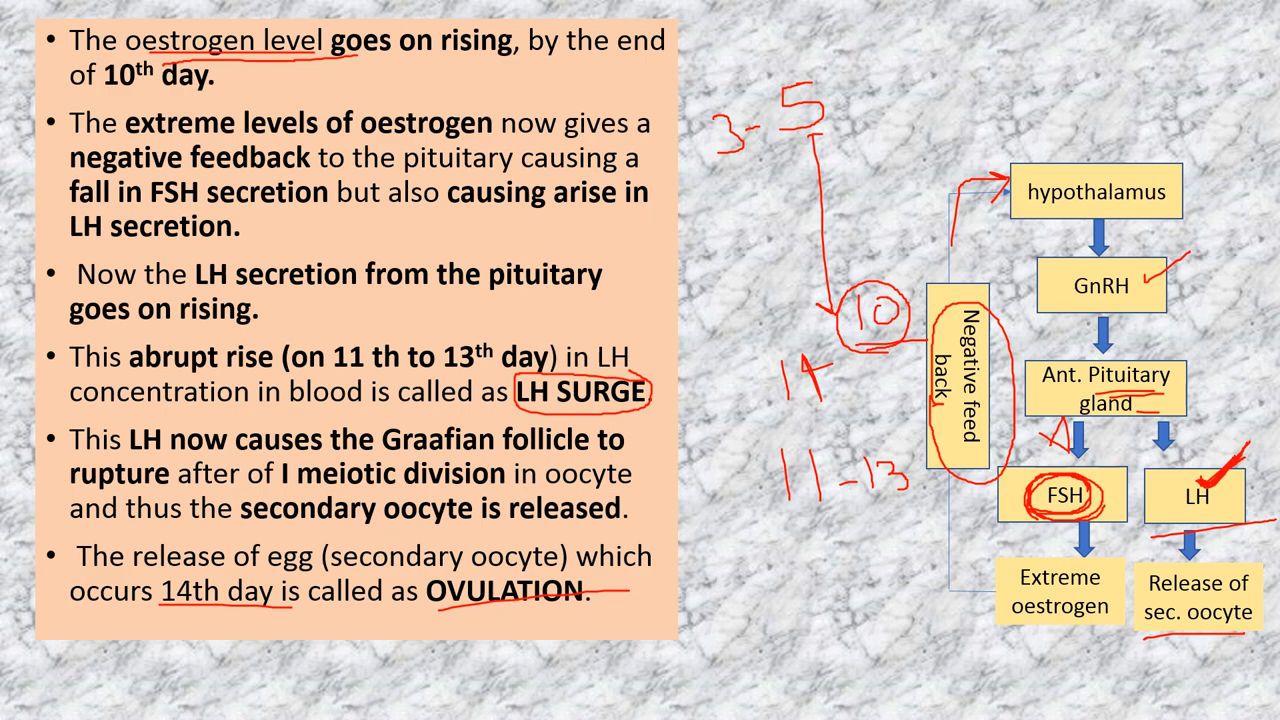 • The oestrogen level goes on rising, by the end
of 10th day.
• The extreme levels of oestrogen now gives a
negative feedback to the pituitary causing a
fall in FSH secretion but also causing arise in
LH secretion.
• Now the LH secretion from the pituitary
goes on rising.
• This abrupt rise (on 11 th to 13th day) in LH
concentration in blood is called as LH SURGE.
• This LH now causes the Graafian follicle to
rupture after of I meiotic division in oocyte
and thus the secondary oocyte is released.
• The release of egg (secondary oocyte) which
occurs 14th day is called as OVULATION.
3- 5
10
14
11-13
hypothalamus
GnRH
Negative feed
back
Ant. Pituitary
gland
FSH
LH
Extreme
oestrogen
Release of
sec. oocyte